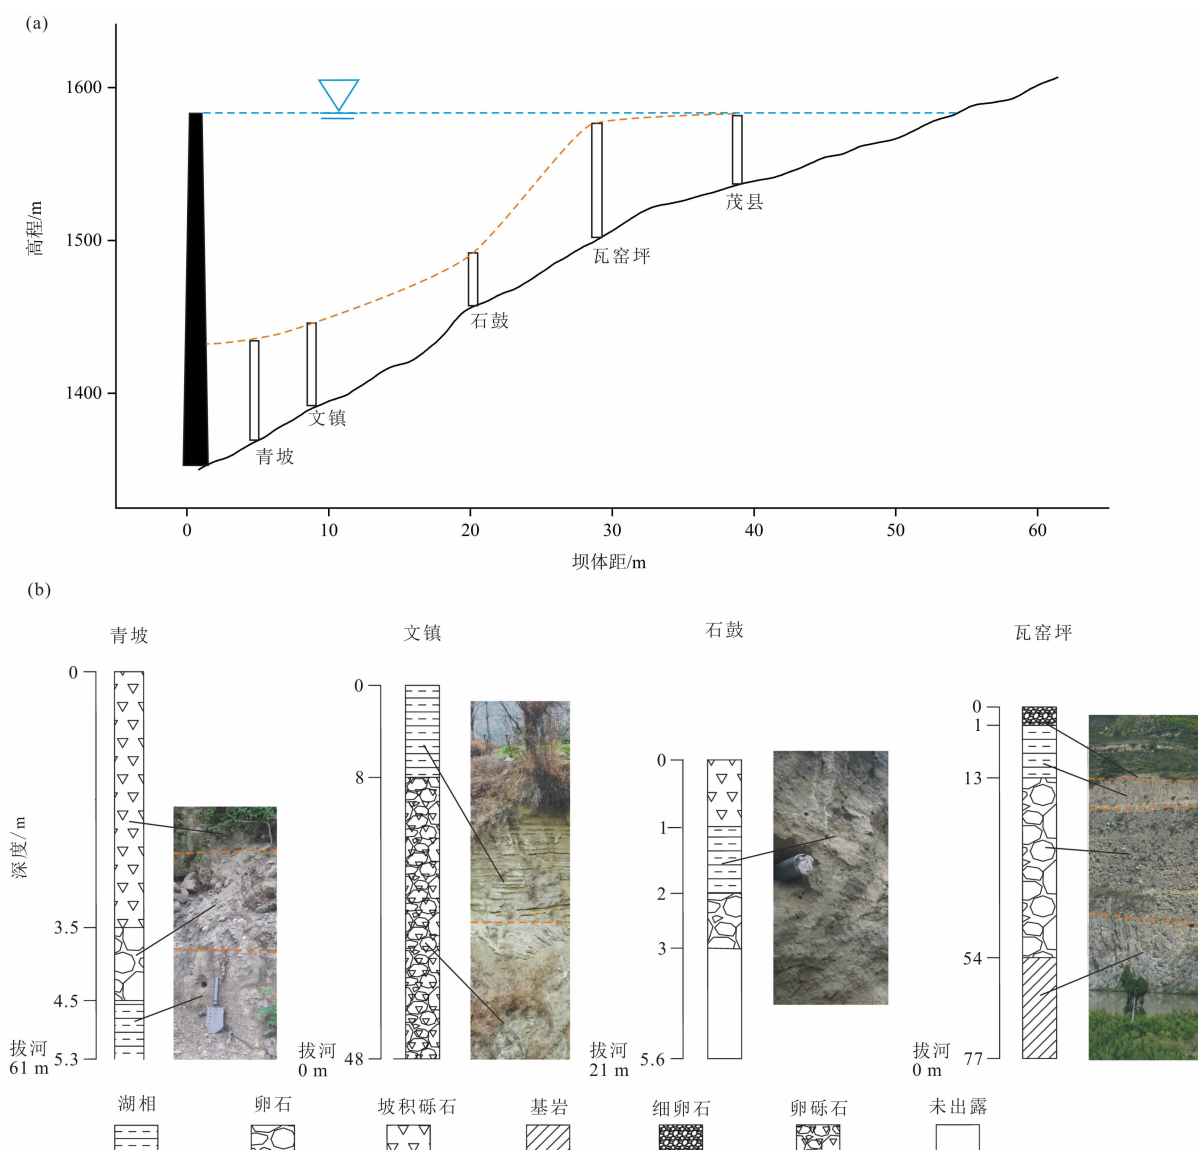 (a)
1600
1500
1400
高程/m
茂县
瓦窑坪
石鼓
文镇
青坡
0 10 20 30 40 50 60
坝体距/m
(b)
青坡 文镇 石鼓 瓦窑坪
深度/m
0
3.5
4.5
5.3
拔河
61 m
0
8
48
拔河
0 m
0
1
2
3
5.6
拔河
21 m
0
1
13
54
77
拔河
0 m
湖相 卵石 坡积砾石 基岩 细卵石 卵砾石 未出露